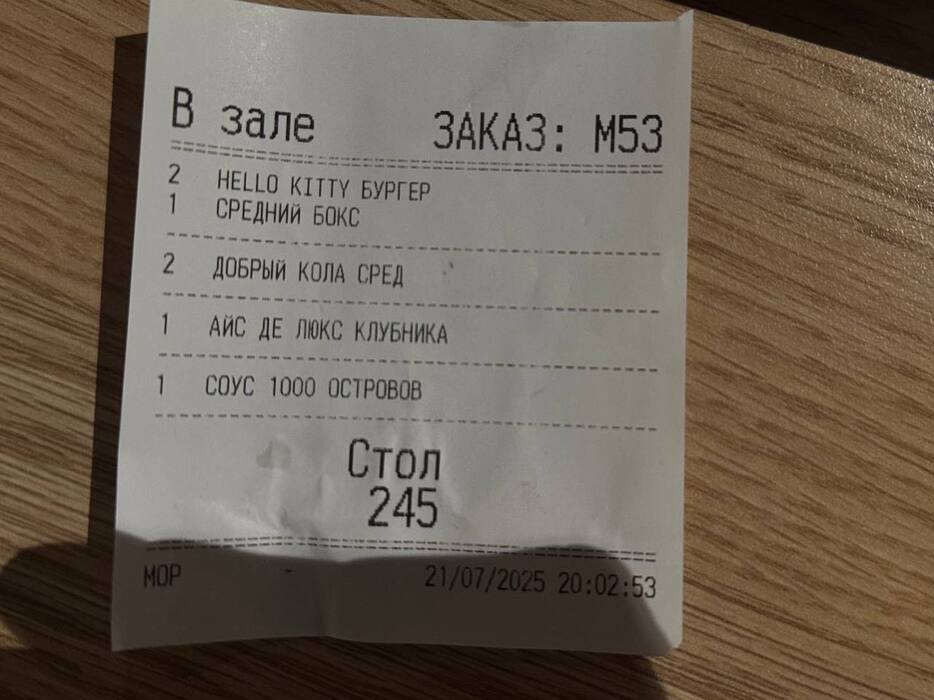 В зале ЗАКАЗ: М53
2 HELLO KITTY БУРГЕР
1 СРЕДНИЙ БОКС
2 ДОБРЫЙ КОЛА СРЕД
1 АЙС ДЕ ЛЮКС КЛУБНИКА
1 СОУС 1000 ОСТРОВОВ
Стол
245
МОР - 21/07/2025 20:02:53